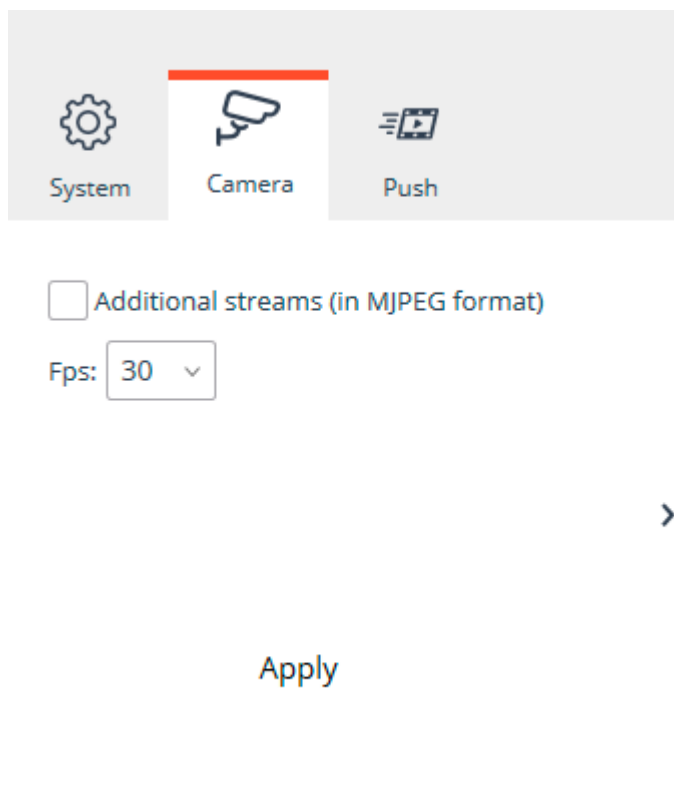 System Camera Push
Additional streams (in MJPEG format)
Fps: 30
Apply